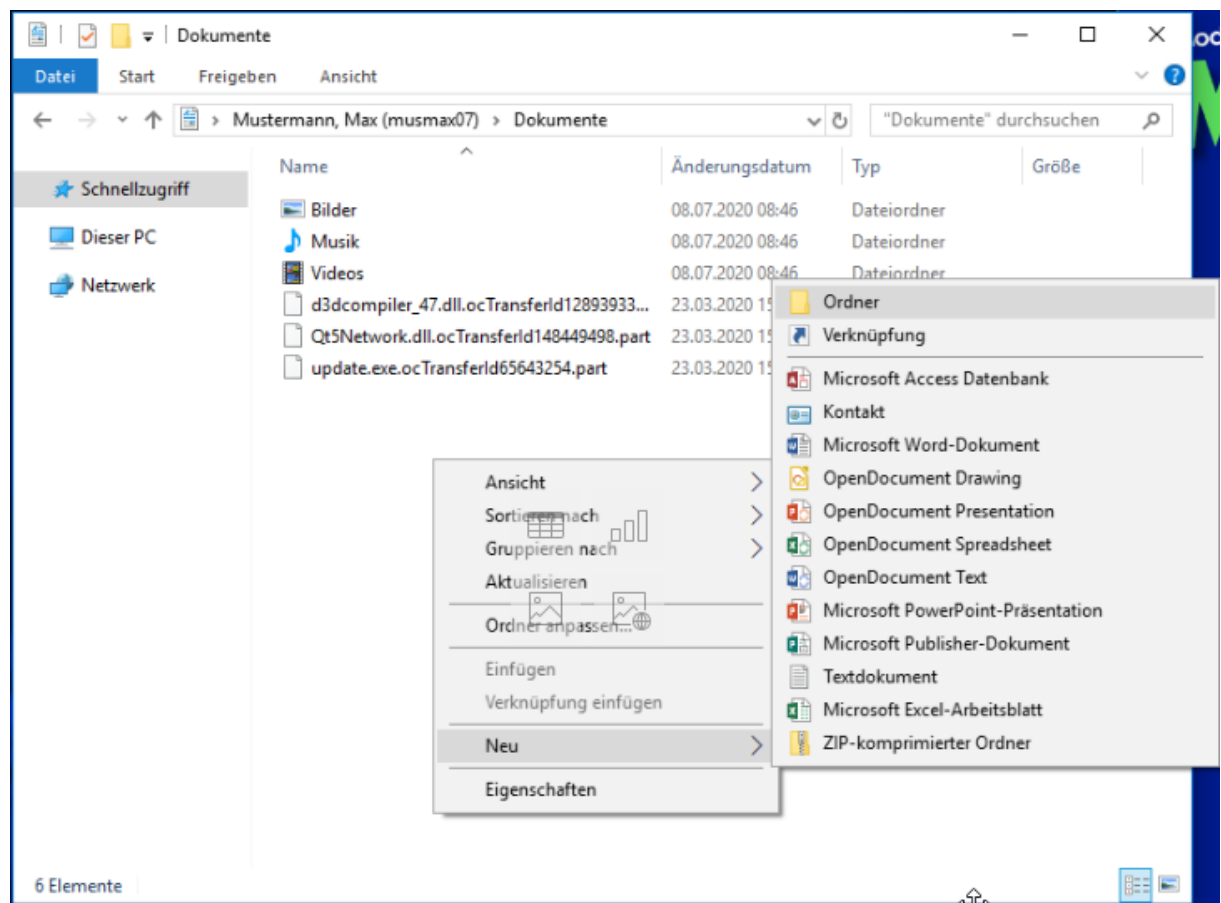 Dokumente
Datei Start Freigeben Ansicht
Mustermann, Max (musmax07) > Dokumente "Dokumente" durchsuchen
Name Änderungsdatum Typ Größe
Schnellzugriff
Dieser PC
Netzwerk
Bilder 08.07.2020 08:46 Dateiordner
Musik 08.07.2020 08:46 Dateiordner
Videos 08.07.2020 08:46 Dateiordner
d3dcompiler_47.dll.ocTransferId12893933... 23.03.2020 15
Qt5Network.dll.ocTransferId148449498.part 23.03.2020 15
update.exe.ocTransferId65643254.part 23.03.2020 15
Ansicht
Sortieren nach
Gruppieren nach
Aktualisieren
Ordner anpassen...
Einfügen
Verknüpfung einfügen
Neu
Eigenschaften
Ordner
Verknüpfung
Microsoft Access Datenbank
Kontakt
Microsoft Word-Dokument
OpenDocument Drawing
OpenDocument Presentation
OpenDocument Spreadsheet
OpenDocument Text
Microsoft PowerPoint-Präsentation
Microsoft Publisher-Dokument
Textdokument
Microsoft Excel-Arbeitsblatt
ZIP-komprimierter Ordner
6 Elemente